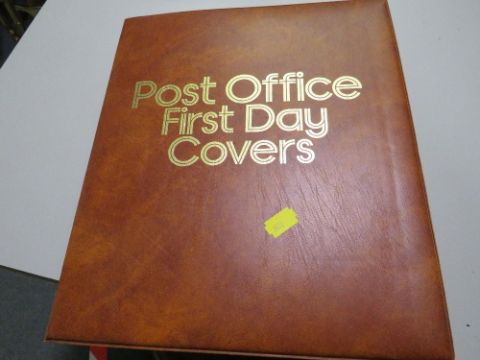 Post Office
First Day
Covers